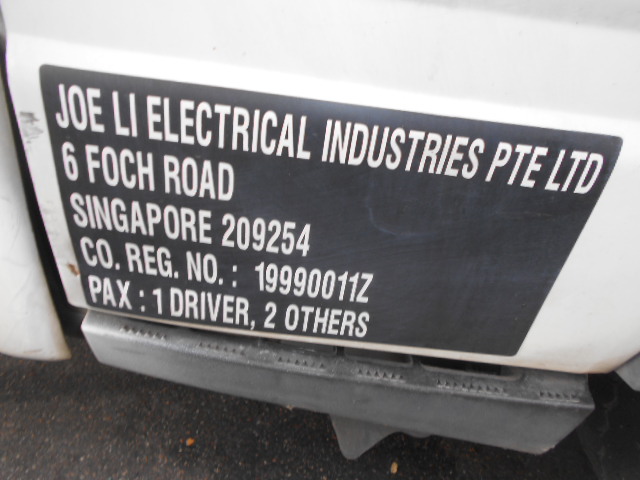 JOE LI ELECTRICAL INDUSTRIES PTE LTD
6 FOCH ROAD
SINGAPORE 209254
CO. REG. NO. : 19990011Z
PAX : 1 DRIVER, 2 OTHERS